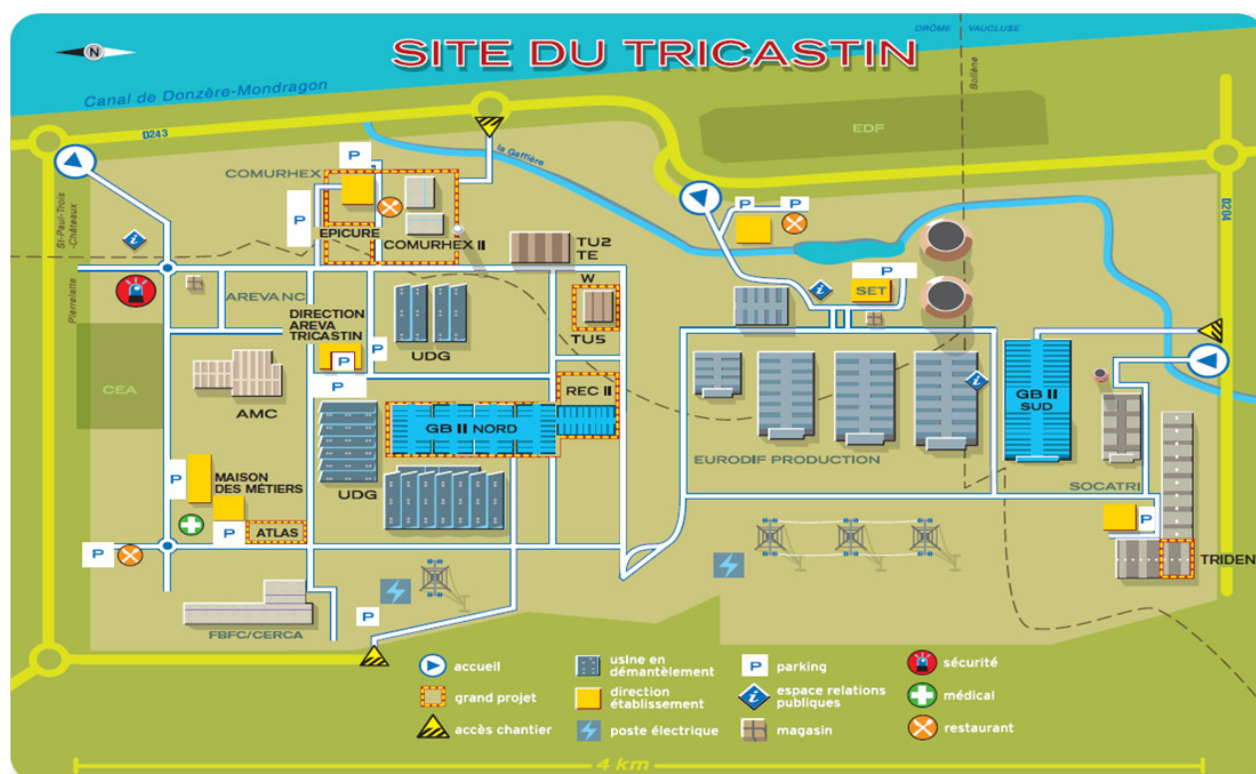 DRÔME
VAUCLUSE
N
SITE DU TRICASTIN
Bollène
Canal de Donzère-Mondragon
D243
EDF
P
la Gaffière
COMURHEX
St-Paul-Trois
-Châteaux
P
P
P
D204
EPICURE
COMURHEX II
TU2
TE
P
SET
W
Pierrelatte
AREVA NC
DIRECTION
AREVA
TRICASTIN
TU5
UDG
P
P
P
CEA
REC II
AMC
GB II NORD
GB II
SUD
EURODIF PRODUCTION
MAISON
DES MÉTIERS
P
UDG
SOCATRI
P
ATLAS
P
P
TRIDEN
P
FBFC/CERCA
accueil
usine en
démantèlement
P
parking
sécurité
grand projet
direction
établissement
espace relations
publiques
médical
accès chantier
poste électrique
magasin
restaurant
4 km